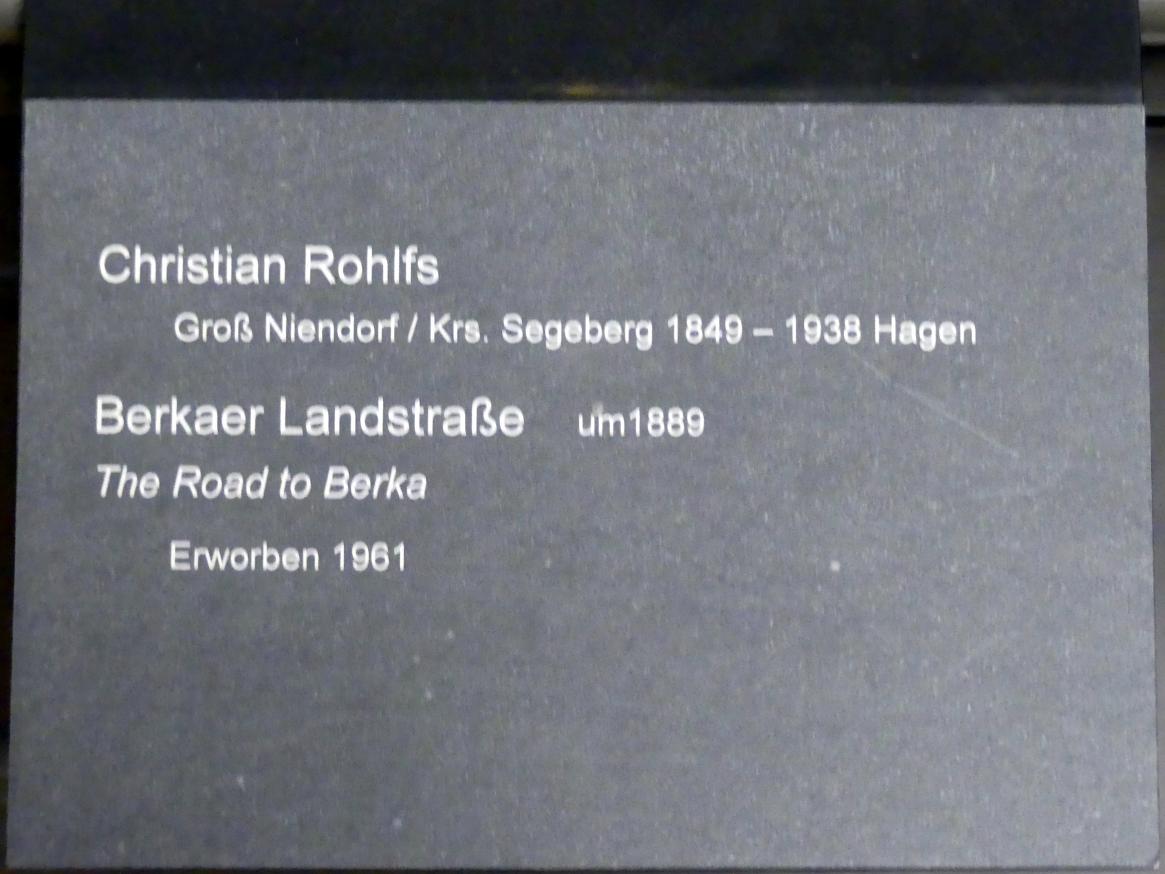 Christian Rohlfs
Groß Niendorf / Krs. Segeberg 1849 – 1938 Hagen
Berkaer Landstraße um1889
The Road to Berka
Erworben 1961